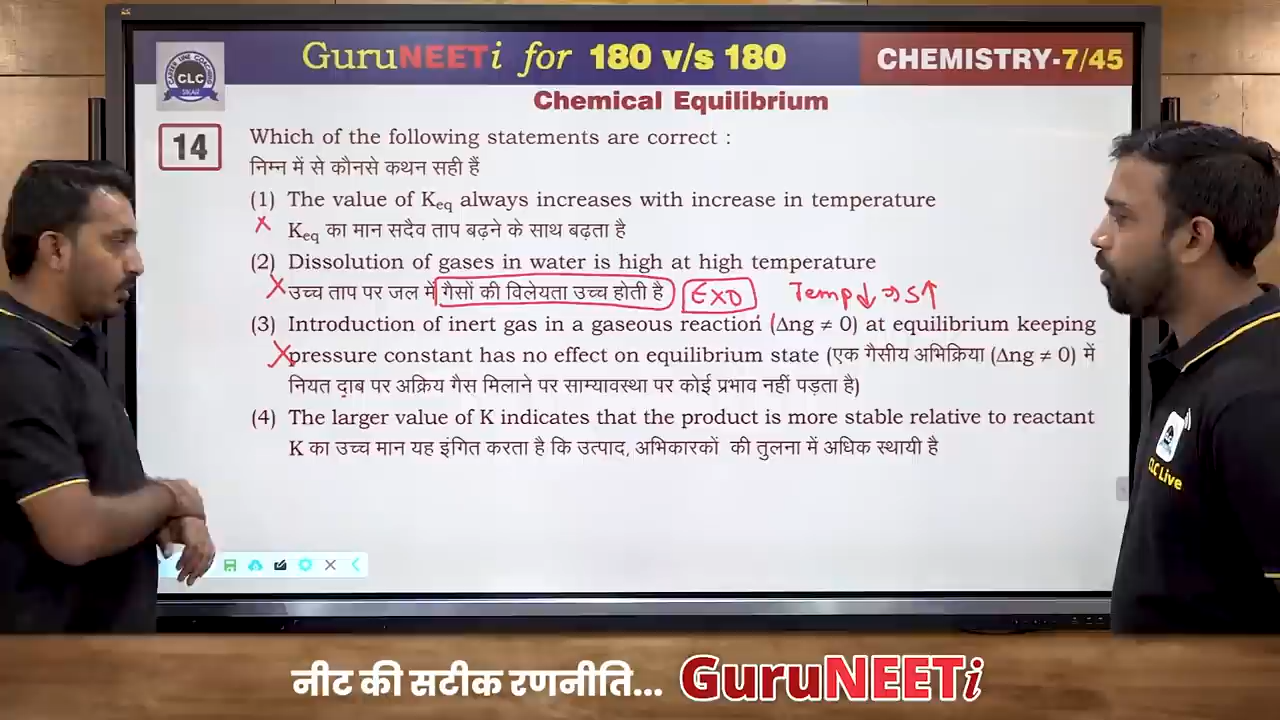 GuruNEETi for 180 v/s 180
CHEMISTRY-7/45
CLC
Chemical Equilibrium
14
Which of the following statements are correct :
निम्न में से कौनसे कथन सही हैं
(1) The value of Keq always increases with increase in temperature
× Keq का मान सदैव ताप बढ़ने के साथ बढ़ता है
(2) Dissolution of gases in water is high at high temperature
× उच्च ताप पर जल में गैसों की विलेयता उच्च होती है EXO Temp↓ ⇒ S↑
(3) Introduction of inert gas in a gaseous reaction (Δng ≠ 0) at equilibrium keeping
× pressure constant has no effect on equilibrium state (एक गैसीय अभिक्रिया (Δng ≠ 0) में
नियत दाब पर अक्रिय गैस मिलाने पर साम्यावस्था पर कोई प्रभाव नहीं पड़ता है)
(4) The larger value of K indicates that the product is more stable relative to reactant
K का उच्च मान यह इंगित करता है कि उत्पाद, अभिकारकों की तुलना में अधिक स्थायी है
CLC Live
नीट की सटीक रणनीति... GuruNEETi